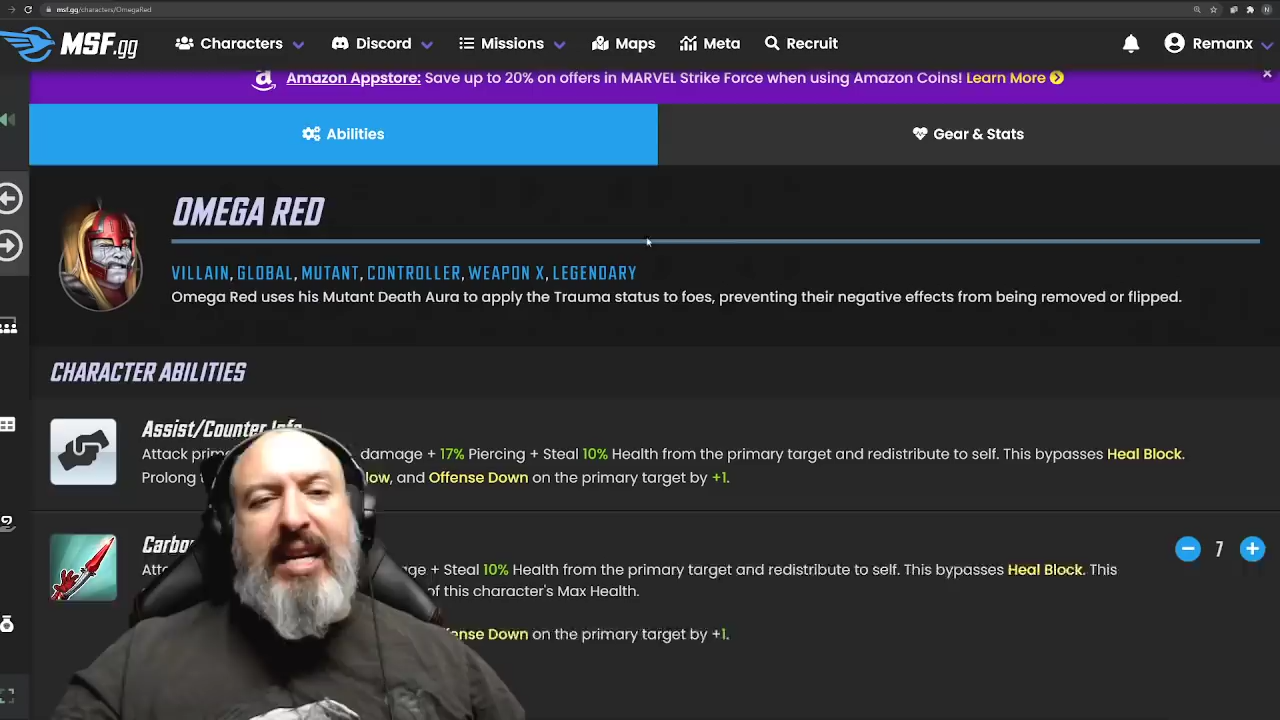 msf.gg/characters/OmegaRed
MSF.gg Characters Discord Missions Maps Meta Recruit Remanx
Amazon Appstore: Save up to 20% on offers in MARVEL Strike Force when using Amazon Coins! Learn More
Abilities Gear & Stats
OMEGA RED
VILLAIN, GLOBAL, MUTANT, CONTROLLER, WEAPON X, LEGENDARY
Omega Red uses his Mutant Death Aura to apply the Trauma status to foes, preventing their negative effects from being removed or flipped.
CHARACTER ABILITIES
Assist/Counter Info
Attack damage + 17% Piercing + Steal 10% Health from the primary target and redistribute to self. This bypasses Heal Block.
Prolong and Offense Down on the primary target by +1.
7
+ Steal 10% Health from the primary target and redistribute to self. This bypasses Heal Block. This
of this character's Max Health.
Down on the primary target by +1.